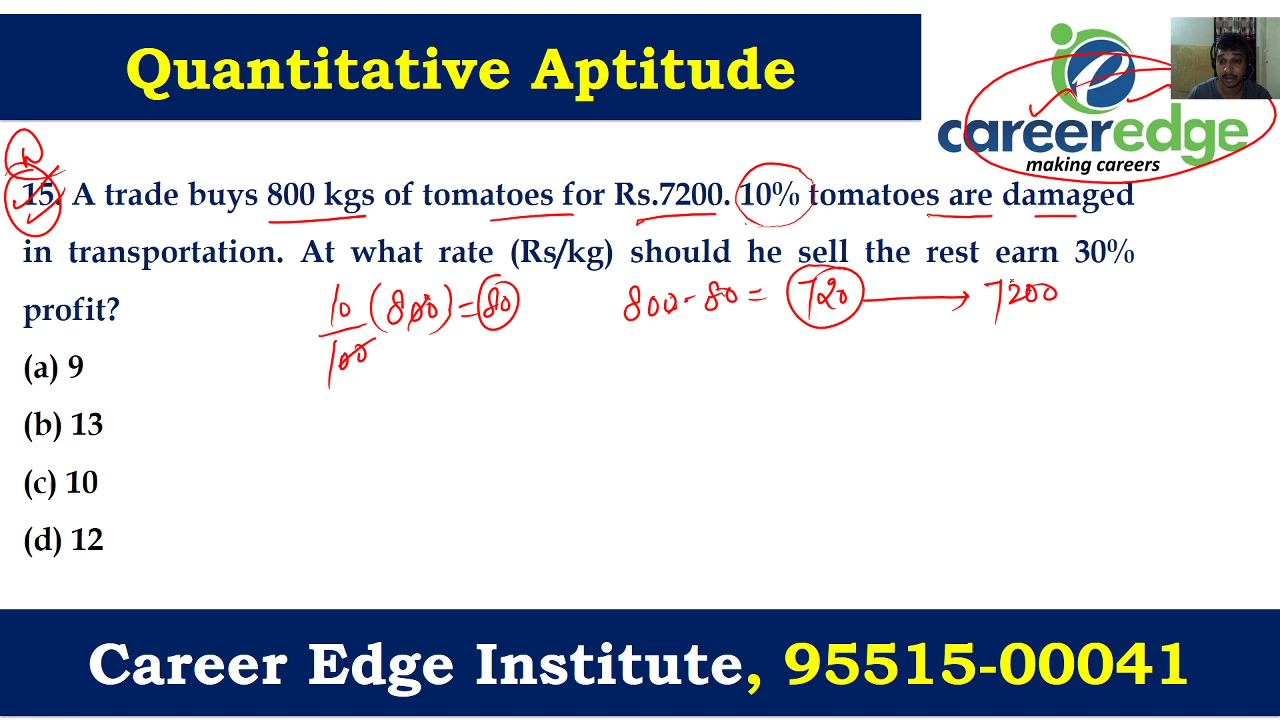 Quantitative Aptitude
careeredge
making careers
15. A trade buys 800 kgs of tomatoes for Rs.7200. 10% tomatoes are damaged
in transportation. At what rate (Rs/kg) should he sell the rest earn 30%
profit?
10/100 (800) = 80
800 - 80 = 720 → 7200
(a) 9
(b) 13
(c) 10
(d) 12
Career Edge Institute, 95515-00041